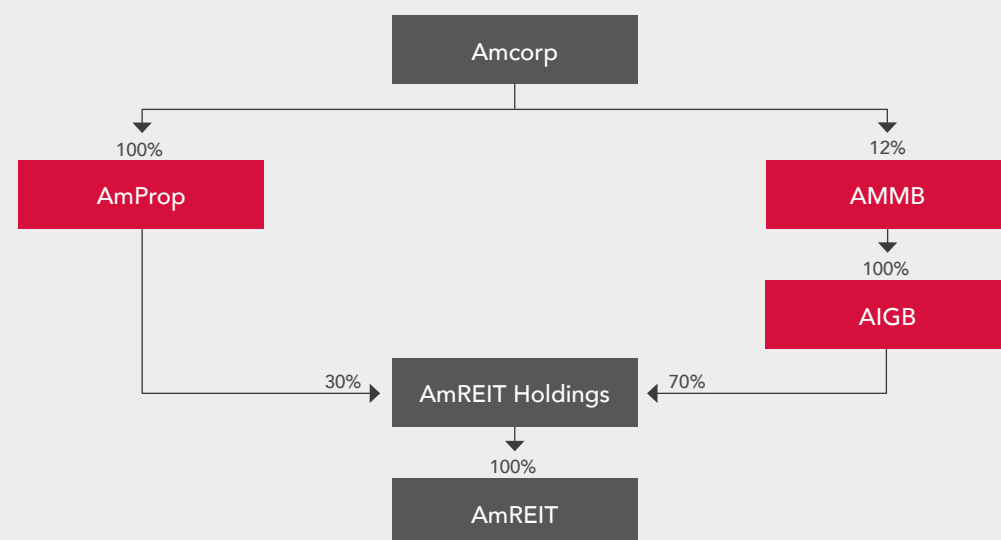 Amcorp
100%
12%
AmProp
AMMB
100%
AIGB
30%
AmREIT Holdings
70%
100%
AmREIT